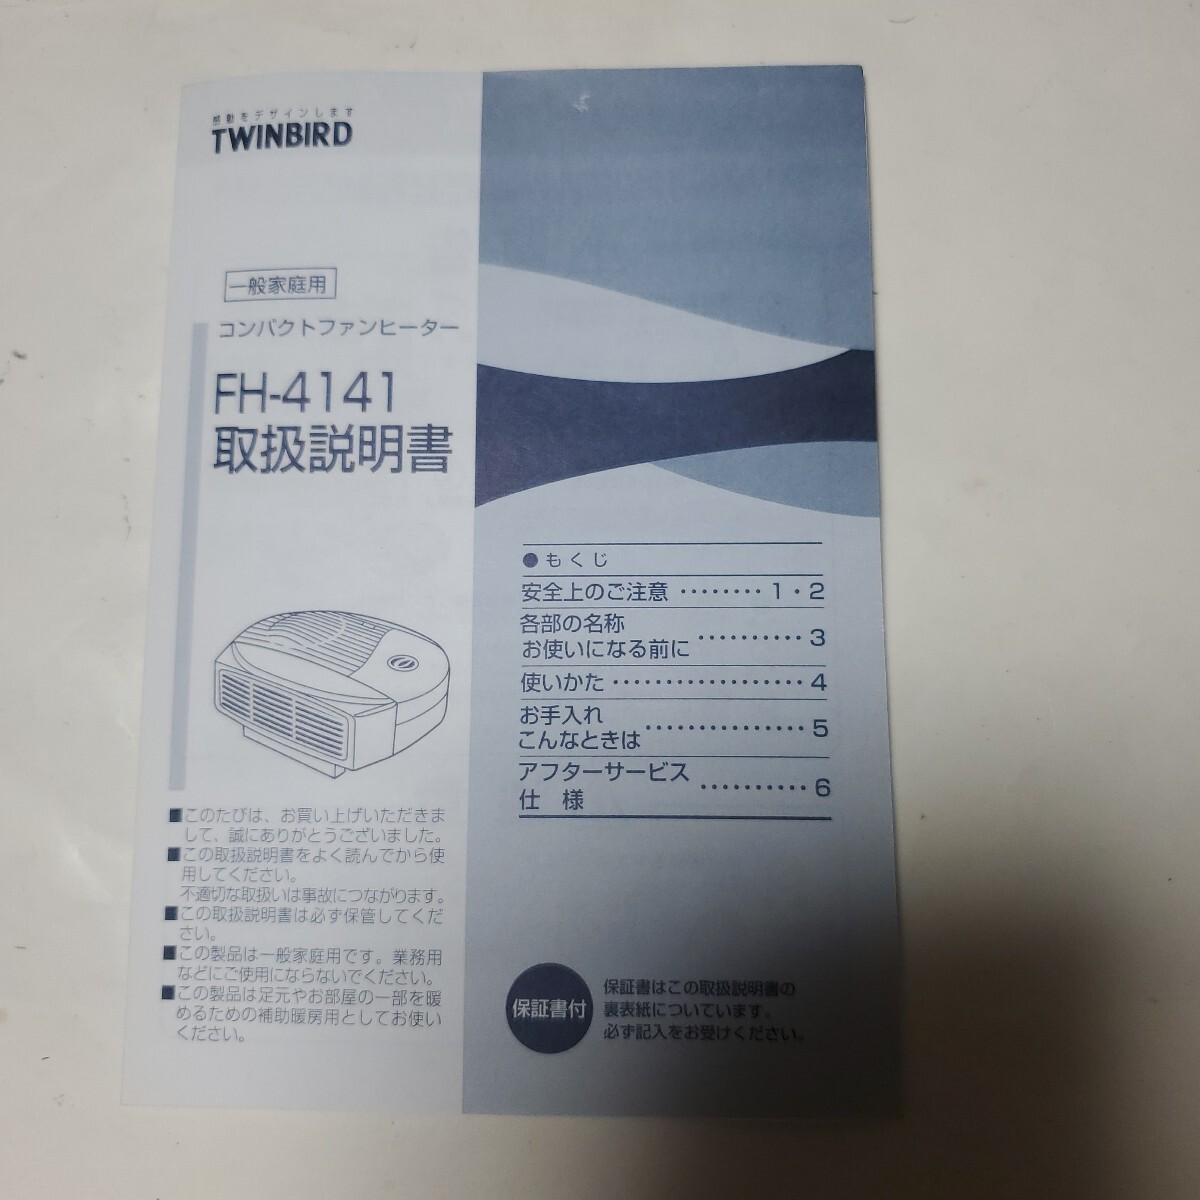 感動をデザインします
TWINBIRD
一般家庭用
コンパクトファンヒーター
FH-4141
取扱説明書
■このたびは、お買い上げいただきま
して、誠にありがとうございました。
■この取扱説明書をよく読んでから使
用してください。
不適切な取扱いは事故につながります。
■この取扱説明書は必ず保管してくだ
さい。
■この製品は一般家庭用です。業務用
などにご使用にならないでください。
■この製品は足元やお部屋の一部を暖
めるための補助暖房用としてお使い
ください。
●もくじ
安全上のご注意 ‥‥‥‥ 1・2
各部の名称
お使いになる前に ‥‥‥‥‥ 3
使いかた ‥‥‥‥‥‥‥‥‥ 4
お手入れ
こんなときは ‥‥‥‥‥‥‥‥ 5
アフターサービス
仕 様 ‥‥‥‥‥ 6
保証書付
保証書はこの取扱説明書の
裏表紙についています。
必ず記入をお受けください。